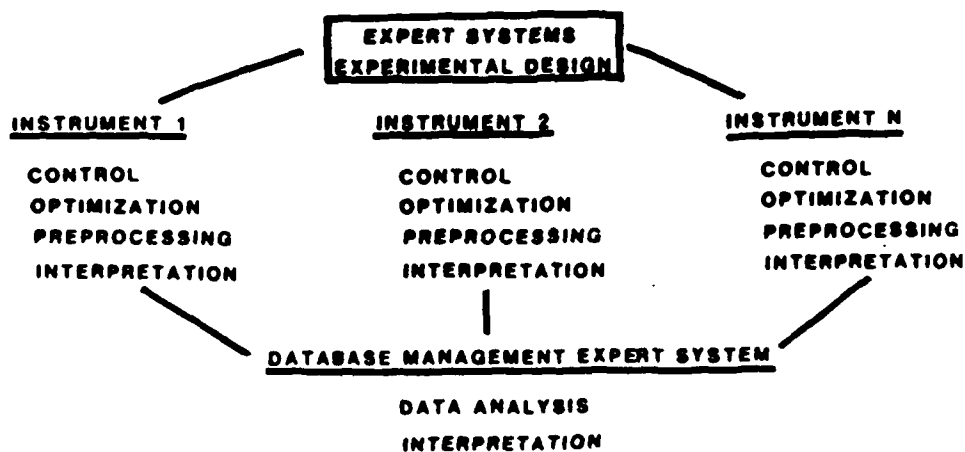 EXPERT SYSTEMS
EXPERIMENTAL DESIGN
INSTRUMENT 1
CONTROL
OPTIMIZATION
PREPROCESSING
INTERPRETATION
INSTRUMENT 2
CONTROL
OPTIMIZATION
PREPROCESSING
INTERPRETATION
INSTRUMENT N
CONTROL
OPTIMIZATION
PREPROCESSING
INTERPRETATION
DATABASE MANAGEMENT EXPERT SYSTEM
DATA ANALYSIS
INTERPRETATION